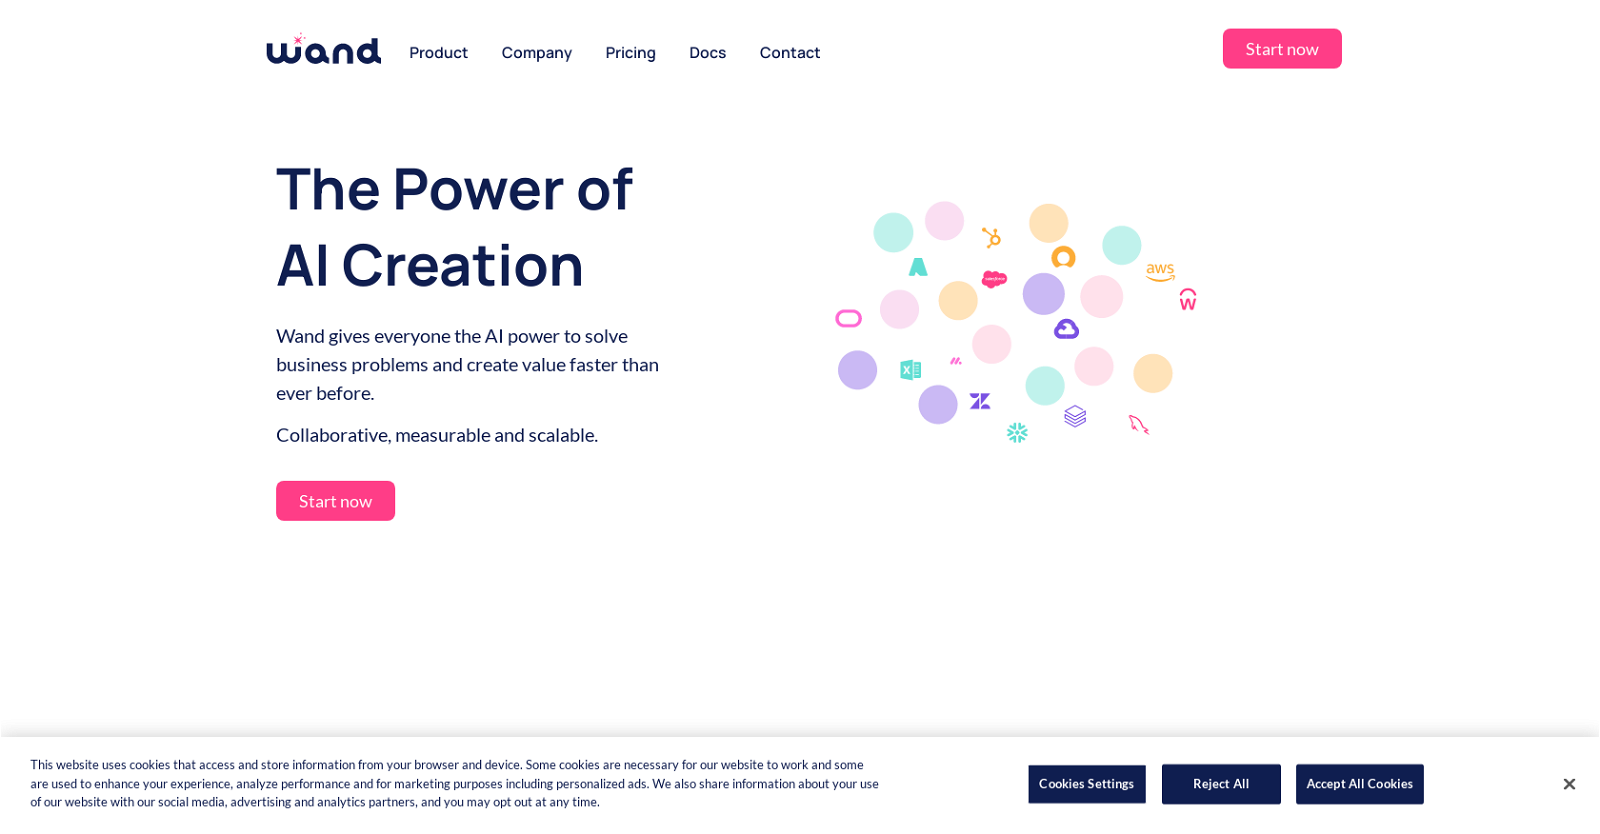 wand
Product
Company
Pricing
Docs
Contact
Start now
The Power of
AI Creation
Wand gives everyone the AI power to solve
business problems and create value faster than
ever before.
Collaborative, measurable and scalable.
Start now
aws
salesforce
This website uses cookies that access and store information from your browser and device. Some cookies are necessary for our website to work and some
are used to enhance your experience, analyze performance and for marketing purposes including personalized ads. We also share information about your use
of our website with our social media, advertising and analytics partners, and you may opt out at any time.
Cookies Settings
Reject All
Accept All Cookies